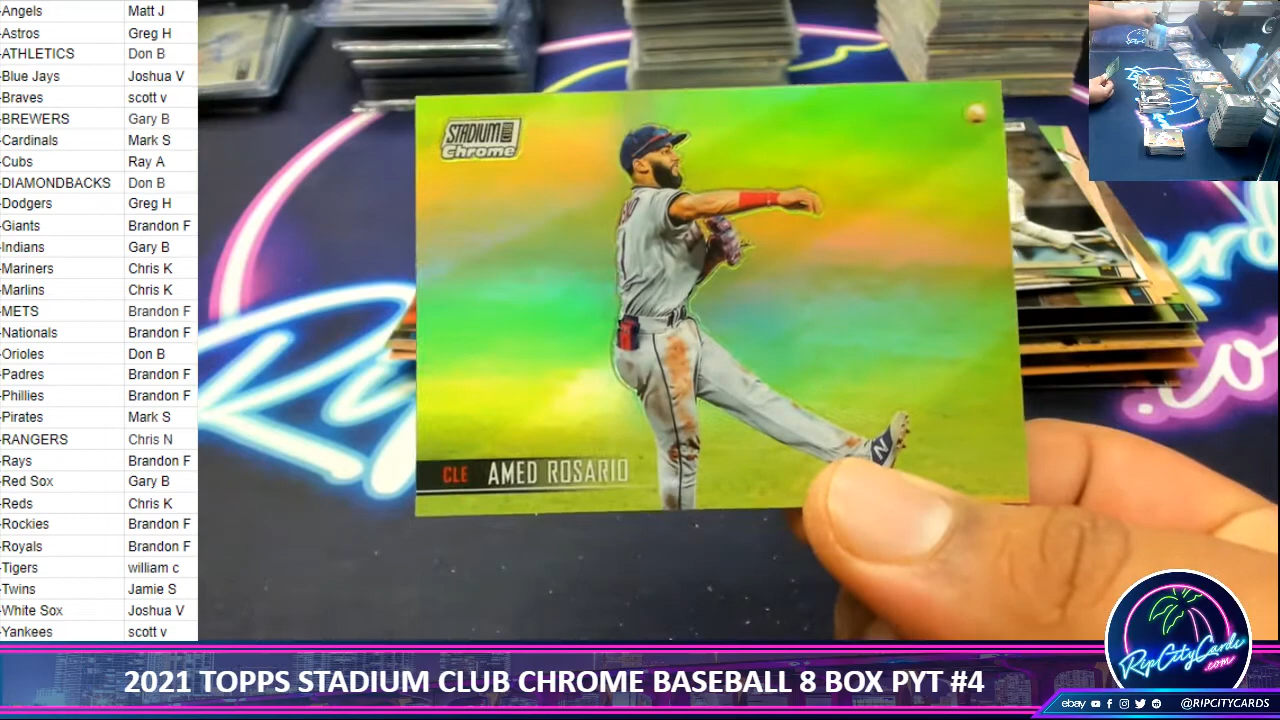 -Angels Matt J
-Astros Greg H
-ATHLETICS Don B
-Blue Jays Joshua V
-Braves scott v
-BREWERS Gary B
-Cardinals Mark S
-Cubs Ray A
-DIAMONDBACKS Don B
-Dodgers Greg H
-Giants Brandon F
-Indians Gary B
-Mariners Chris K
-Marlins Chris K
-METS Brandon F
-Nationals Brandon F
-Orioles Don B
-Padres Brandon F
-Phillies Brandon F
-Pirates Mark S
-RANGERS Chris N
-Rays Brandon F
-Red Sox Gary B
-Reds Chris K
-Rockies Brandon F
-Royals Brandon F
-Tigers william c
-Twins Jamie S
-White Sox Joshua V
-Yankees scott v
STADIUM
Chrome
CLE AMED ROSARIO
.co
RipCityCards
.com
2021 TOPPS STADIUM CLUB CHROME BASEBALL 8 BOX PYT #4
ebay @RIPCITYCARDS